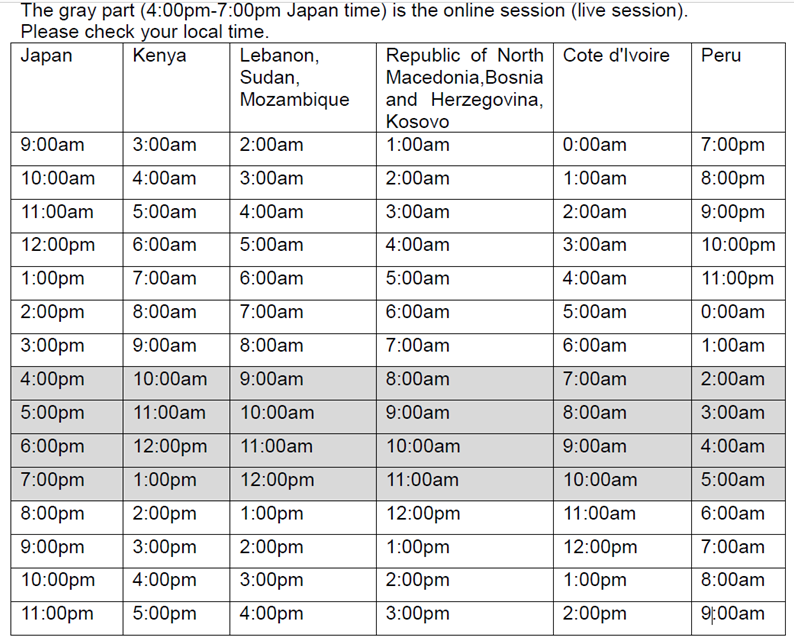 The gray part (4:00pm-7:00pm Japan time) is the online session (live session).
Please check your local time.
Japan Kenya Lebanon, Republic of North Cote d'Ivoire Peru
Sudan, Macedonia,Bosnia
Mozambique and Herzegovina,
Kosovo
9:00am 3:00am 2:00am 1:00am 0:00am 7:00pm
10:00am 4:00am 3:00am 2:00am 1:00am 8:00pm
11:00am 5:00am 4:00am 3:00am 2:00am 9:00pm
12:00pm 6:00am 5:00am 4:00am 3:00am 10:00pm
1:00pm 7:00am 6:00am 5:00am 4:00am 11:00pm
2:00pm 8:00am 7:00am 6:00am 5:00am 0:00am
3:00pm 9:00am 8:00am 7:00am 6:00am 1:00am
4:00pm 10:00am 9:00am 8:00am 7:00am 2:00am
5:00pm 11:00am 10:00am 9:00am 8:00am 3:00am
6:00pm 12:00pm 11:00am 10:00am 9:00am 4:00am
7:00pm 1:00pm 12:00pm 11:00am 10:00am 5:00am
8:00pm 2:00pm 1:00pm 12:00pm 11:00am 6:00am
9:00pm 3:00pm 2:00pm 1:00pm 12:00pm 7:00am
10:00pm 4:00pm 3:00pm 2:00pm 1:00pm 8:00am
11:00pm 5:00pm 4:00pm 3:00pm 2:00pm 9:00am